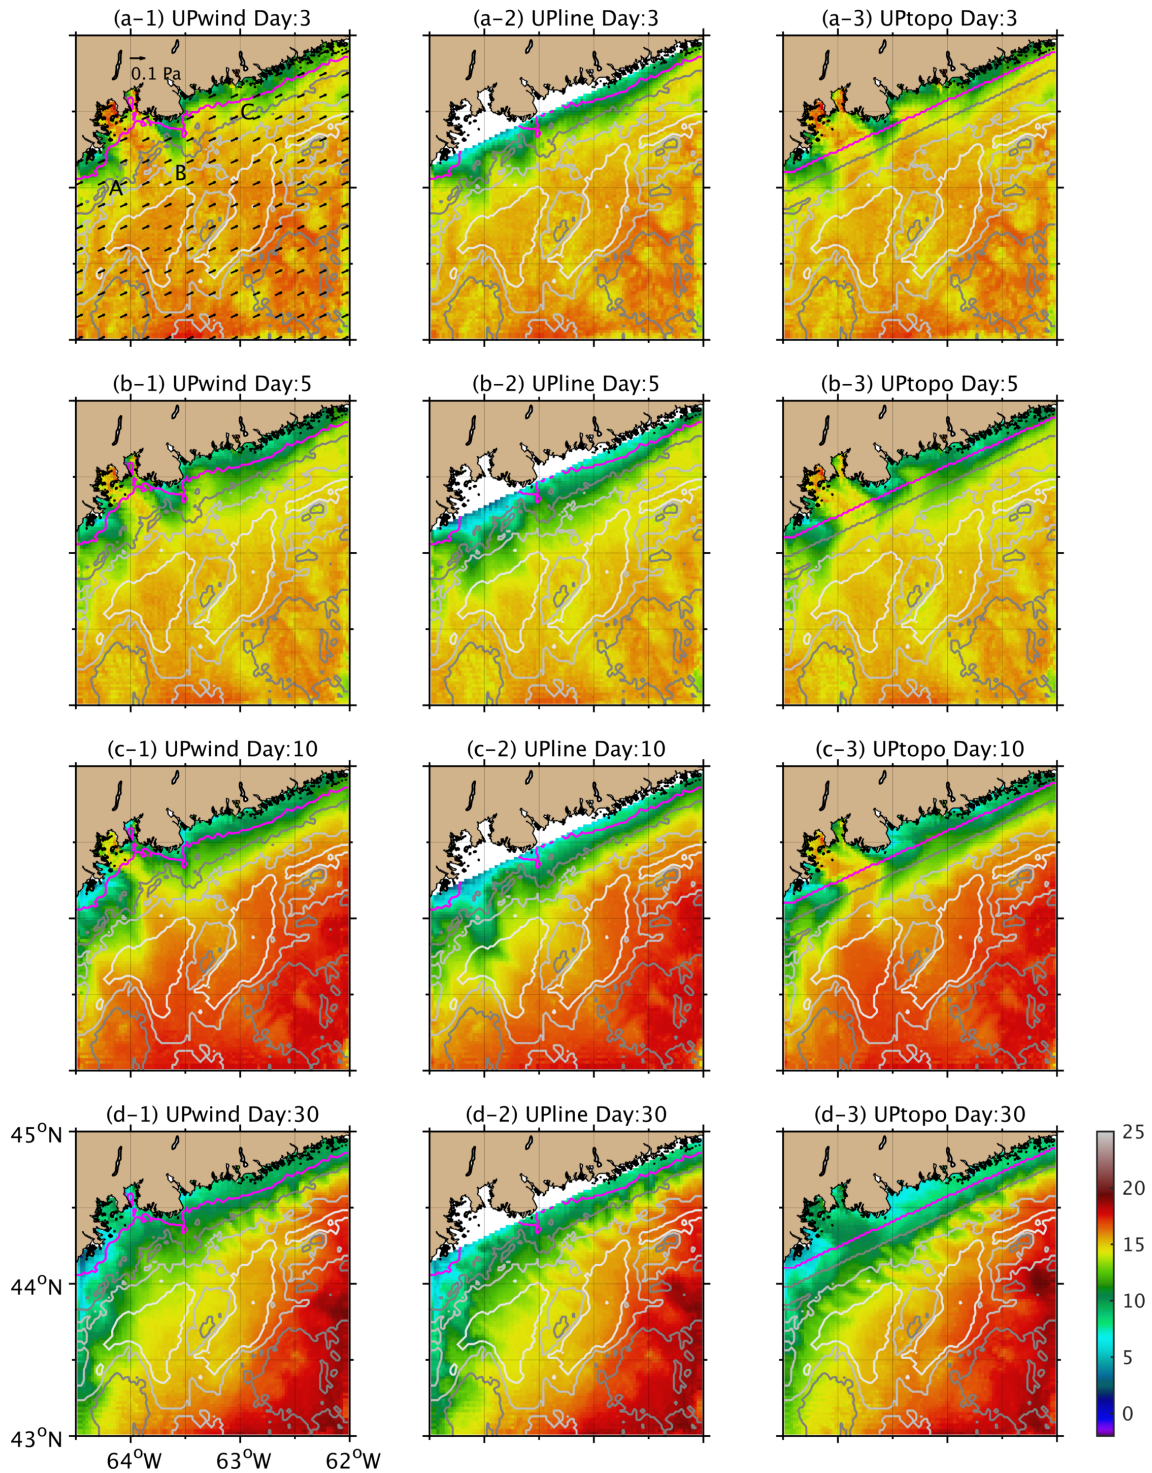 (a-1) UPwind Day:3
(a-2) UPline Day:3
(a-3) UPtopo Day:3
0.1 Pa
C
B
A
(b-1) UPwind Day:5
(b-2) UPline Day:5
(b-3) UPtopo Day:5
(c-1) UPwind Day:10
(c-2) UPline Day:10
(c-3) UPtopo Day:10
(d-1) UPwind Day:30
(d-2) UPline Day:30
(d-3) UPtopo Day:30
45°N
44°N
43°N
64°W 63°W 62°W
25
20
15
10
5
0